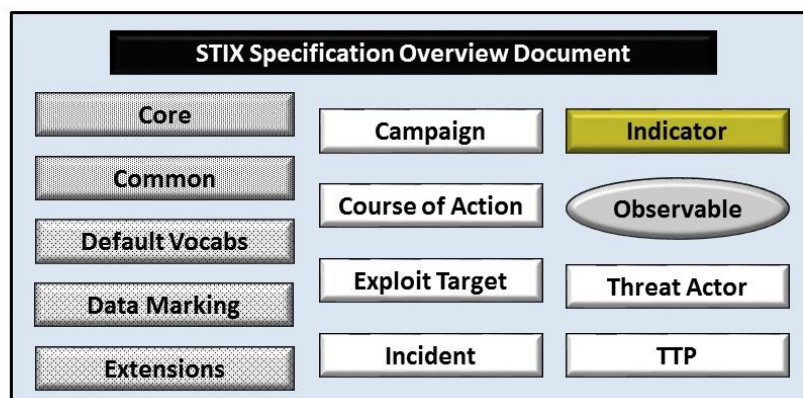 STIX Specification Overview Document
Core
Common
Default Vocabs
Data Marking
Extensions
Campaign
Course of Action
Exploit Target
Incident
Indicator
Observable
Threat Actor
TTP